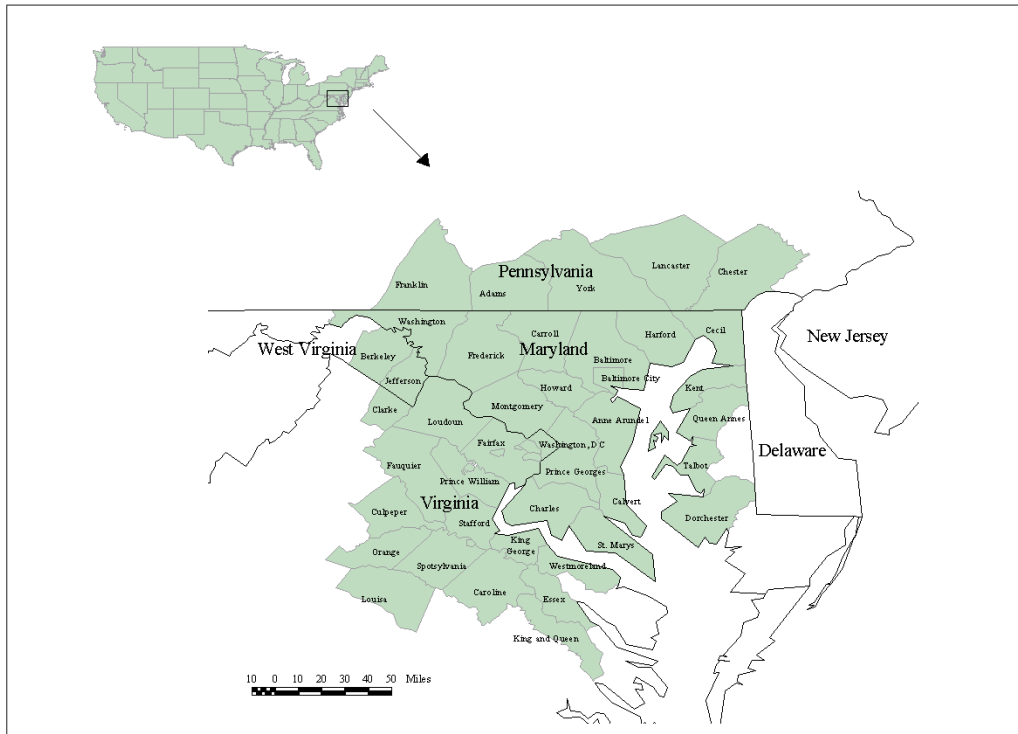 Lancaster
Chester
Pennsylvania
Franklin
Adams
York
Washington
Carroll
Harford
Cecil
New Jersey
West Virginia
Maryland
Berkeley
Frederick
Baltimore
Jefferson
Baltimore City
Howard
Kent
Clarke
Montgomery
Loudoun
Anne Arundel
Queen Annes
Fairfax
Washington, D C
Delaware
Fauquier
Talbot
Prince William
Prince Georges
Virginia
Calvert
Culpeper
Charles
Dorchester
Stafford
King
George
St. Marys
Orange
Spotsylvania
Westmoreland
Louisa
Caroline
Essex
King and Queen
10 0 10 20 30 40 50 Miles